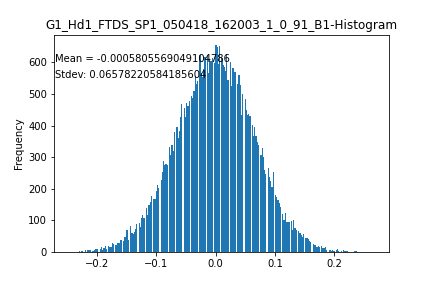 G1_Hd1_FTDS_SP1_050418_162003_1_0_91_B1-Histogram
Mean = -0.0005805569049104786
Stdev: 0.06578220584185604
Frequency
600
500
400
300
200
100
0
−0.2 −0.1 0.0 0.1 0.2